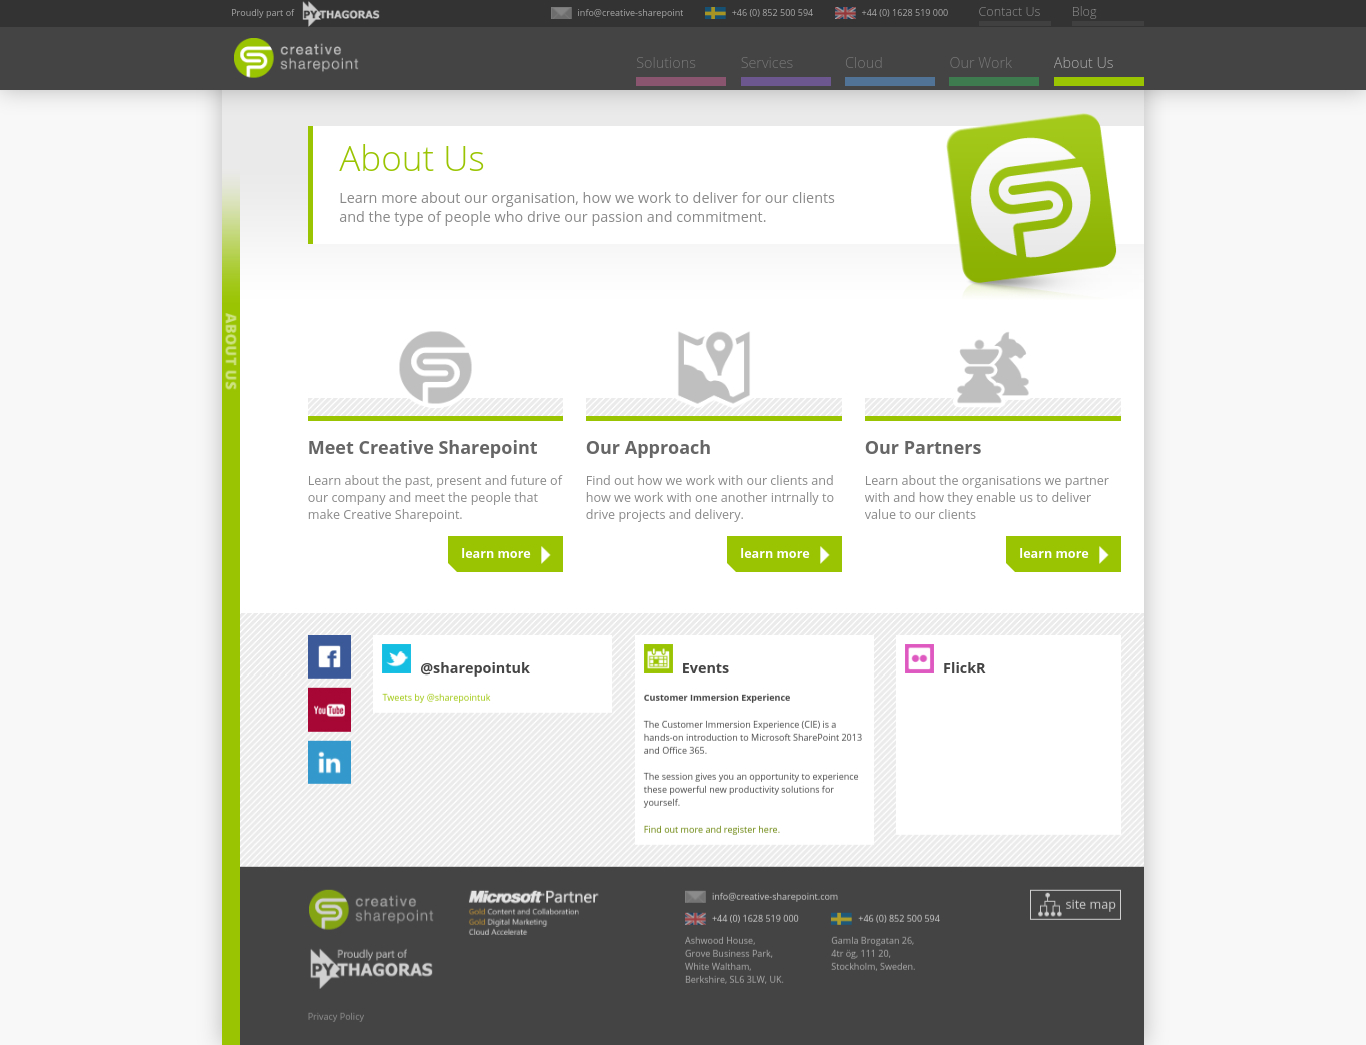 Proudly part of PYTHAGORAS
info@creative-sharepoint
+46 (0) 852 500 594
+44 (0) 1628 519 000
Contact Us
Blog
creative
sharepoint
Solutions
Services
Cloud
Our Work
About Us
About Us
Learn more about our organisation, how we work to deliver for our clients
and the type of people who drive our passion and commitment.
ABOUT US
Meet Creative Sharepoint
Learn about the past, present and future of
our company and meet the people that
make Creative Sharepoint.
learn more
Our Approach
Find out how we work with our clients and
how we work with one another intrnally to
drive projects and delivery.
learn more
Our Partners
Learn about the organisations we partner
with and how they enable us to deliver
value to our clients
learn more
You Tube
in
@sharepointuk
Tweets by @sharepointuk
Events
Customer Immersion Experience
The Customer Immersion Experience (CIE) is a
hands-on introduction to Microsoft SharePoint 2013
and Office 365.
The session gives you an opportunity to experience
these powerful new productivity solutions for
yourself.
Find out more and register here.
FlickR
creative
sharepoint
Proudly part of
PYTHAGORAS
Microsoft Partner
Gold Content and Collaboration
Gold Digital Marketing
Cloud Accelerate
info@creative-sharepoint.com
+44 (0) 1628 519 000
Ashwood House,
Grove Business Park,
White Waltham,
Berkshire, SL6 3LW, UK.
+46 (0) 852 500 594
Gamla Brogatan 26,
4tr ög, 111 20,
Stockholm, Sweden.
site map
Privacy Policy